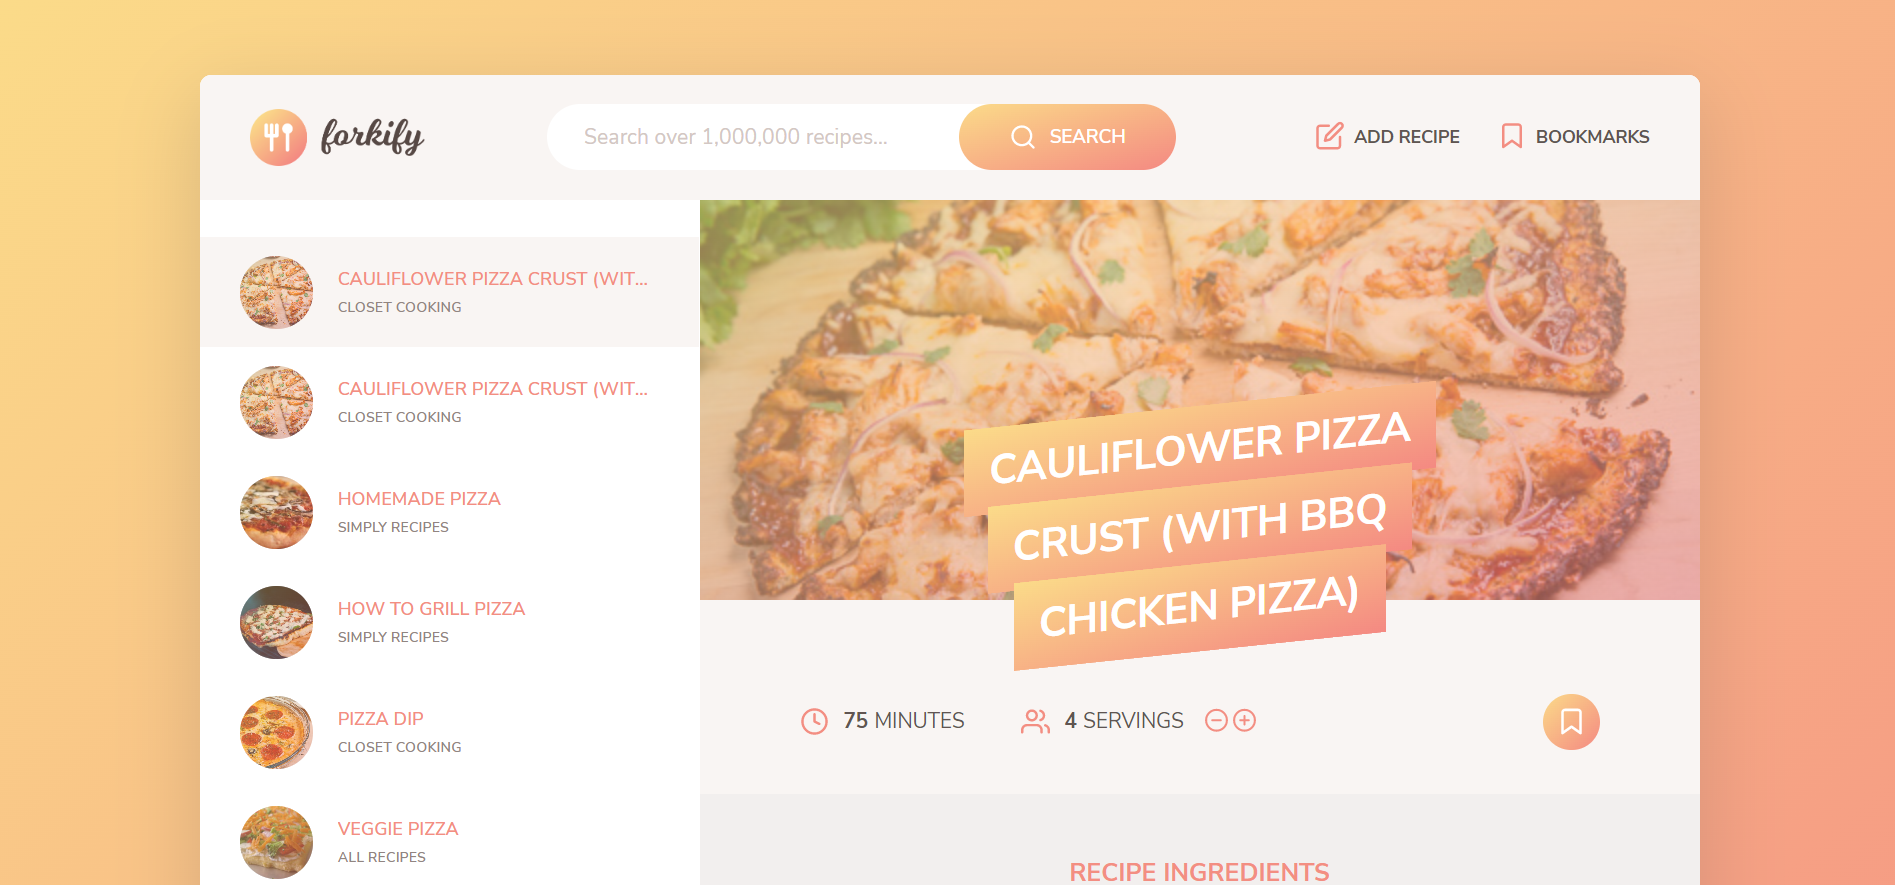 forkify
Search over 1,000,000 recipes...
SEARCH
ADD RECIPE
BOOKMARKS
CAULIFLOWER PIZZA CRUST (WIT...
CLOSET COOKING
CAULIFLOWER PIZZA CRUST (WIT...
CLOSET COOKING
HOMEMADE PIZZA
SIMPLY RECIPES
HOW TO GRILL PIZZA
SIMPLY RECIPES
PIZZA DIP
CLOSET COOKING
VEGGIE PIZZA
ALL RECIPES
CAULIFLOWER PIZZA
CRUST (WITH BBQ
CHICKEN PIZZA)
75 MINUTES
4 SERVINGS
RECIPE INGREDIENTS